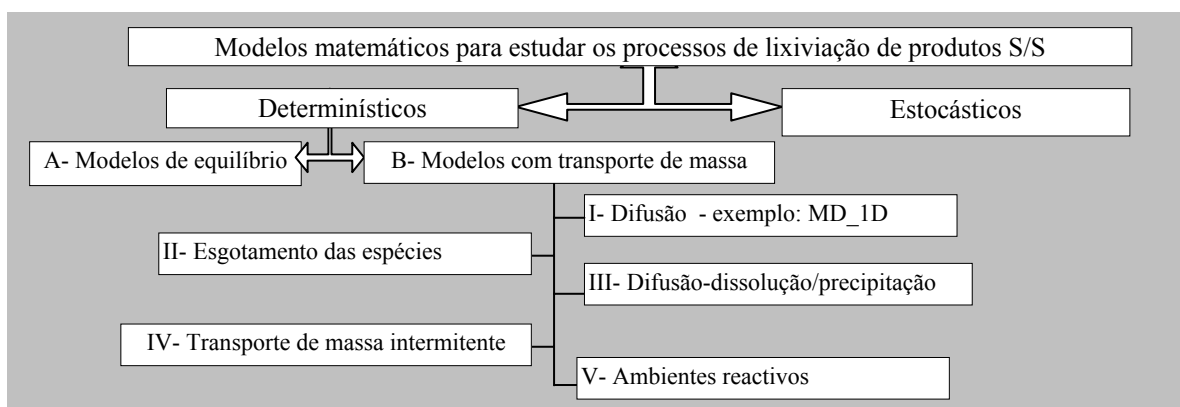 Modelos matemáticos para estudar os processos de lixiviação de produtos S/S
Determinísticos
Estocásticos
A- Modelos de equilíbrio
B- Modelos com transporte de massa
I- Difusão - exemplo: MD_1D
II- Esgotamento das espécies
III- Difusão-dissolução/precipitação
IV- Transporte de massa intermitente
V- Ambientes reactivos